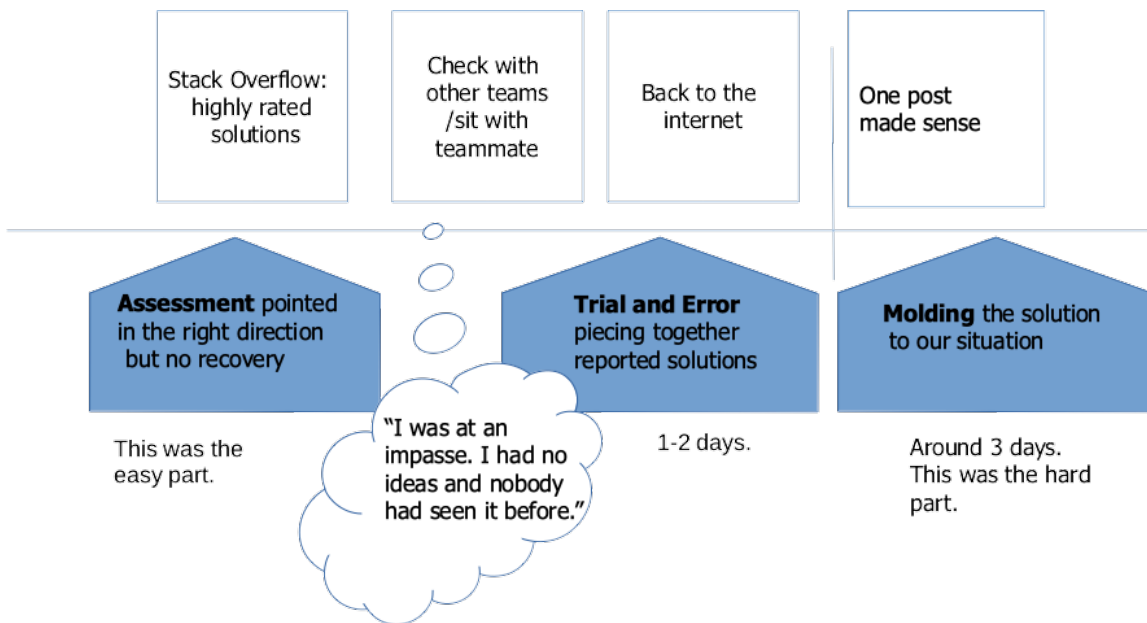 Stack Overflow:
highly rated
solutions
Check with
other teams
/sit with
teammate
Back to the
internet
One post
made sense
Assessment pointed
in the right direction
but no recovery
Trial and Error
piecing together
reported solutions
Molding the solution
to our situation
This was the
easy part.
“I was at an
impasse. I had no
ideas and nobody
had seen it before.”
1-2 days.
Around 3 days.
This was the hard
part.